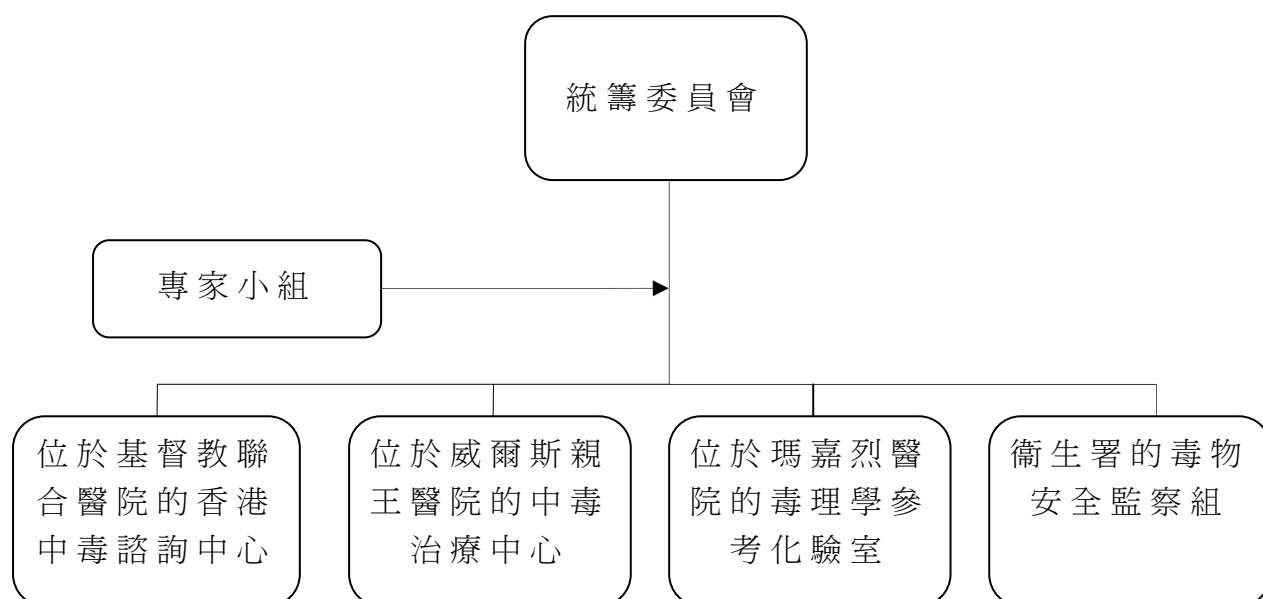 統籌委員會
專家小組
位於基督教聯
合醫院的香港
中毒諮詢中心
位於威爾斯親
王醫院的中毒
治療中心
位於瑪嘉烈醫
院的毒理學參
考化驗室
衞生署的毒物
安全監察組